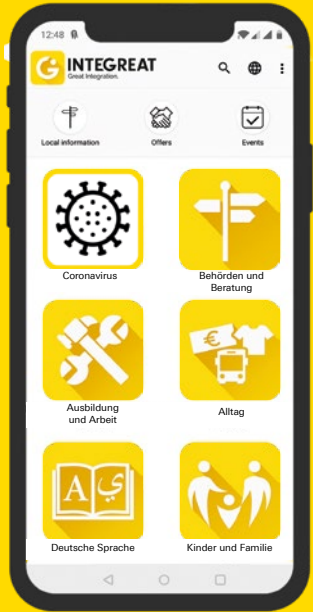 12:48
INTEGREAT
Great Integration.
Local information
Offers
Events
Coronavirus
Behörden und
Beratung
Ausbildung
und Arbeit
Alltag
€
A ي
Deutsche Sprache
Kinder und Familie